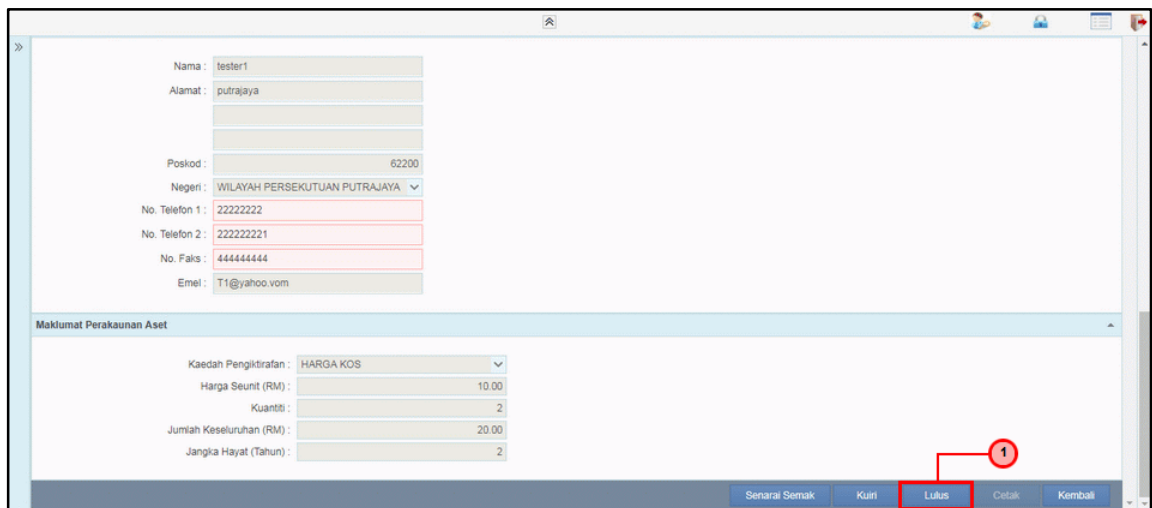 Nama : tester1
Alamat : putrajaya
Poskod : 62200
Negeri : WILAYAH PERSEKUTUAN PUTRAJAYA
No. Telefon 1 : 22222222
No. Telefon 2 : 222222221
No. Faks : 444444444
Emel : T1@yahoo.vom
Maklumat Perakaunan Aset
Kaedah Pengiktirafan : HARGA KOS
Harga Seunit (RM) : 10.00
Kuantiti : 2
Jumlah Keseluruhan (RM) : 20.00
Jangka Hayat (Tahun) : 2
1
Senarai Semak Kuiri Lulus Cetak Kembali